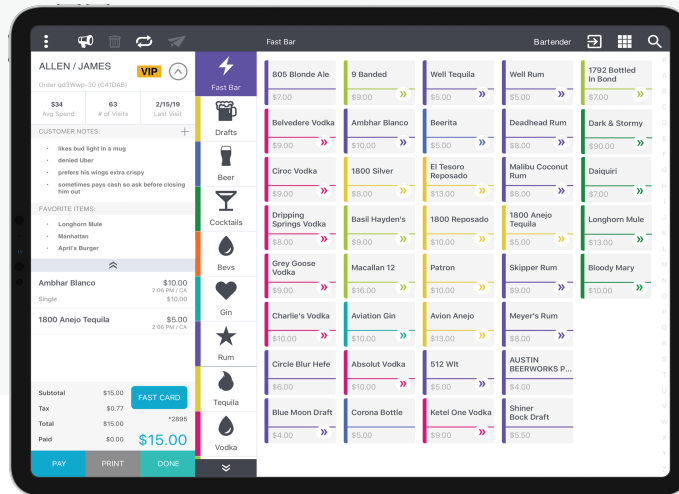 Fast Bar
Bartender
ALLEN / JAMES
VIP
Order qd3Wwp-30 (C41DAB)
$34
Avg Spend
63
# of Visits
2/15/19
Last Visit
CUSTOMER NOTES:
likes bud light in a mug
denied Uber
prefers his wings extra crispy
sometimes pays cash so ask before closing
him out
FAVORITE ITEMS:
Longhorn Mule
Manhattan
April's Burger
Ambhar Blanco $10.00
2:06 PM / CA
Single $10.00
1800 Anejo Tequila $5.00
2:06 PM / CA
Subtotal $15.00
FAST CARD
Tax $0.77
Total $15.00
*2895
Paid $0.00
$15.00
PAY PRINT DONE
Fast Bar
Drafts
Beer
Cocktails
Bevs
Gin
Rum
Tequila
Vodka
805 Blonde Ale
$7.00
9 Banded
$9.00
Well Tequila
$5.00
Well Rum
$5.00
1792 Bottled
In Bond
$7.00
Belvedere Vodka
$9.00
Ambhar Blanco
$10.00
Beerita
$5.00
Deadhead Rum
$8.00
Dark & Stormy
$90.00
Ciroc Vodka
$9.00
1800 Silver
$8.00
El Tesoro
Reposado
$13.00
Malibu Coconut
Rum
$8.00
Daiquiri
$7.00
Dripping
Springs Vodka
$8.00
Basil Hayden's
$9.00
1800 Reposado
$10.00
1800 Anejo
Tequila
$5.00
Longhorn Mule
$13.00
Grey Goose
Vodka
$9.00
Macallan 12
$16.00
Patron
$10.00
Skipper Rum
$9.00
Bloody Mary
$10.00
Charlie's Vodka
$10.00
Aviation Gin
$10.00
Avion Anejo
$13.00
Meyer's Rum
$8.00
Circle Blur Hefe
$6.00
Absolut Vodka
$10.00
512 WIt
$5.00
AUSTIN
BEERWORKS P...
$4.00
Blue Moon Draft
$4.00
Corona Bottle
$5.00
Ketel One Vodka
$9.00
Shiner
Bock Draft
$5.50